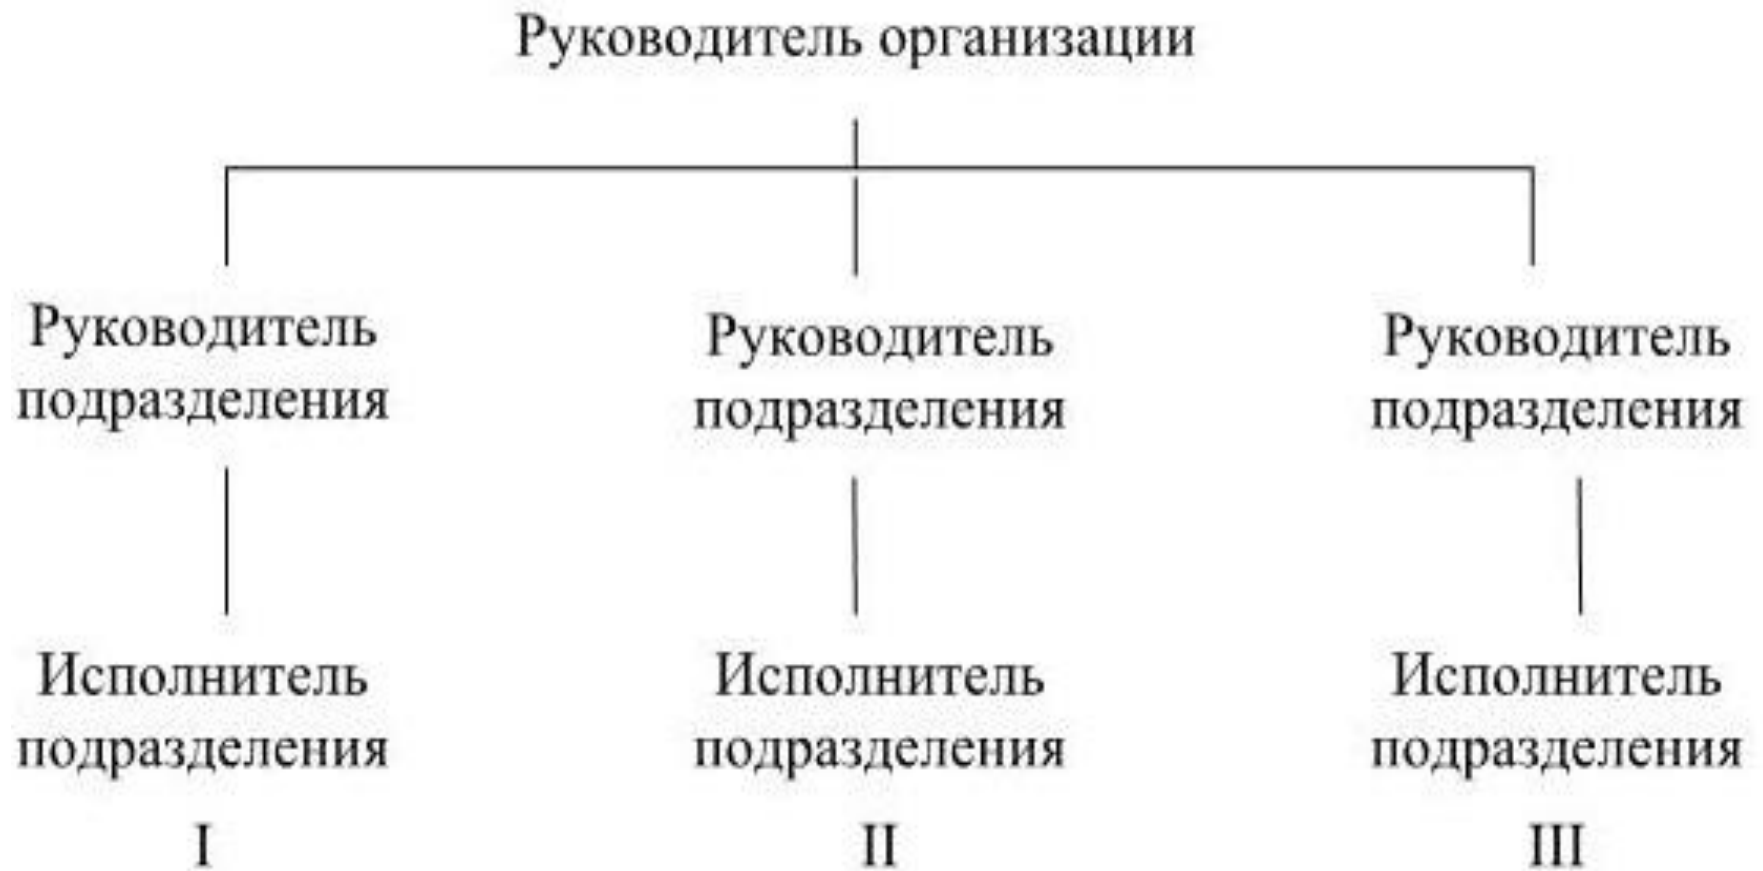 Руководитель организации
Руководитель
подразделения
Руководитель
подразделения
Руководитель
подразделения
Исполнитель
подразделения
I
Исполнитель
подразделения
II
Исполнитель
подразделения
III